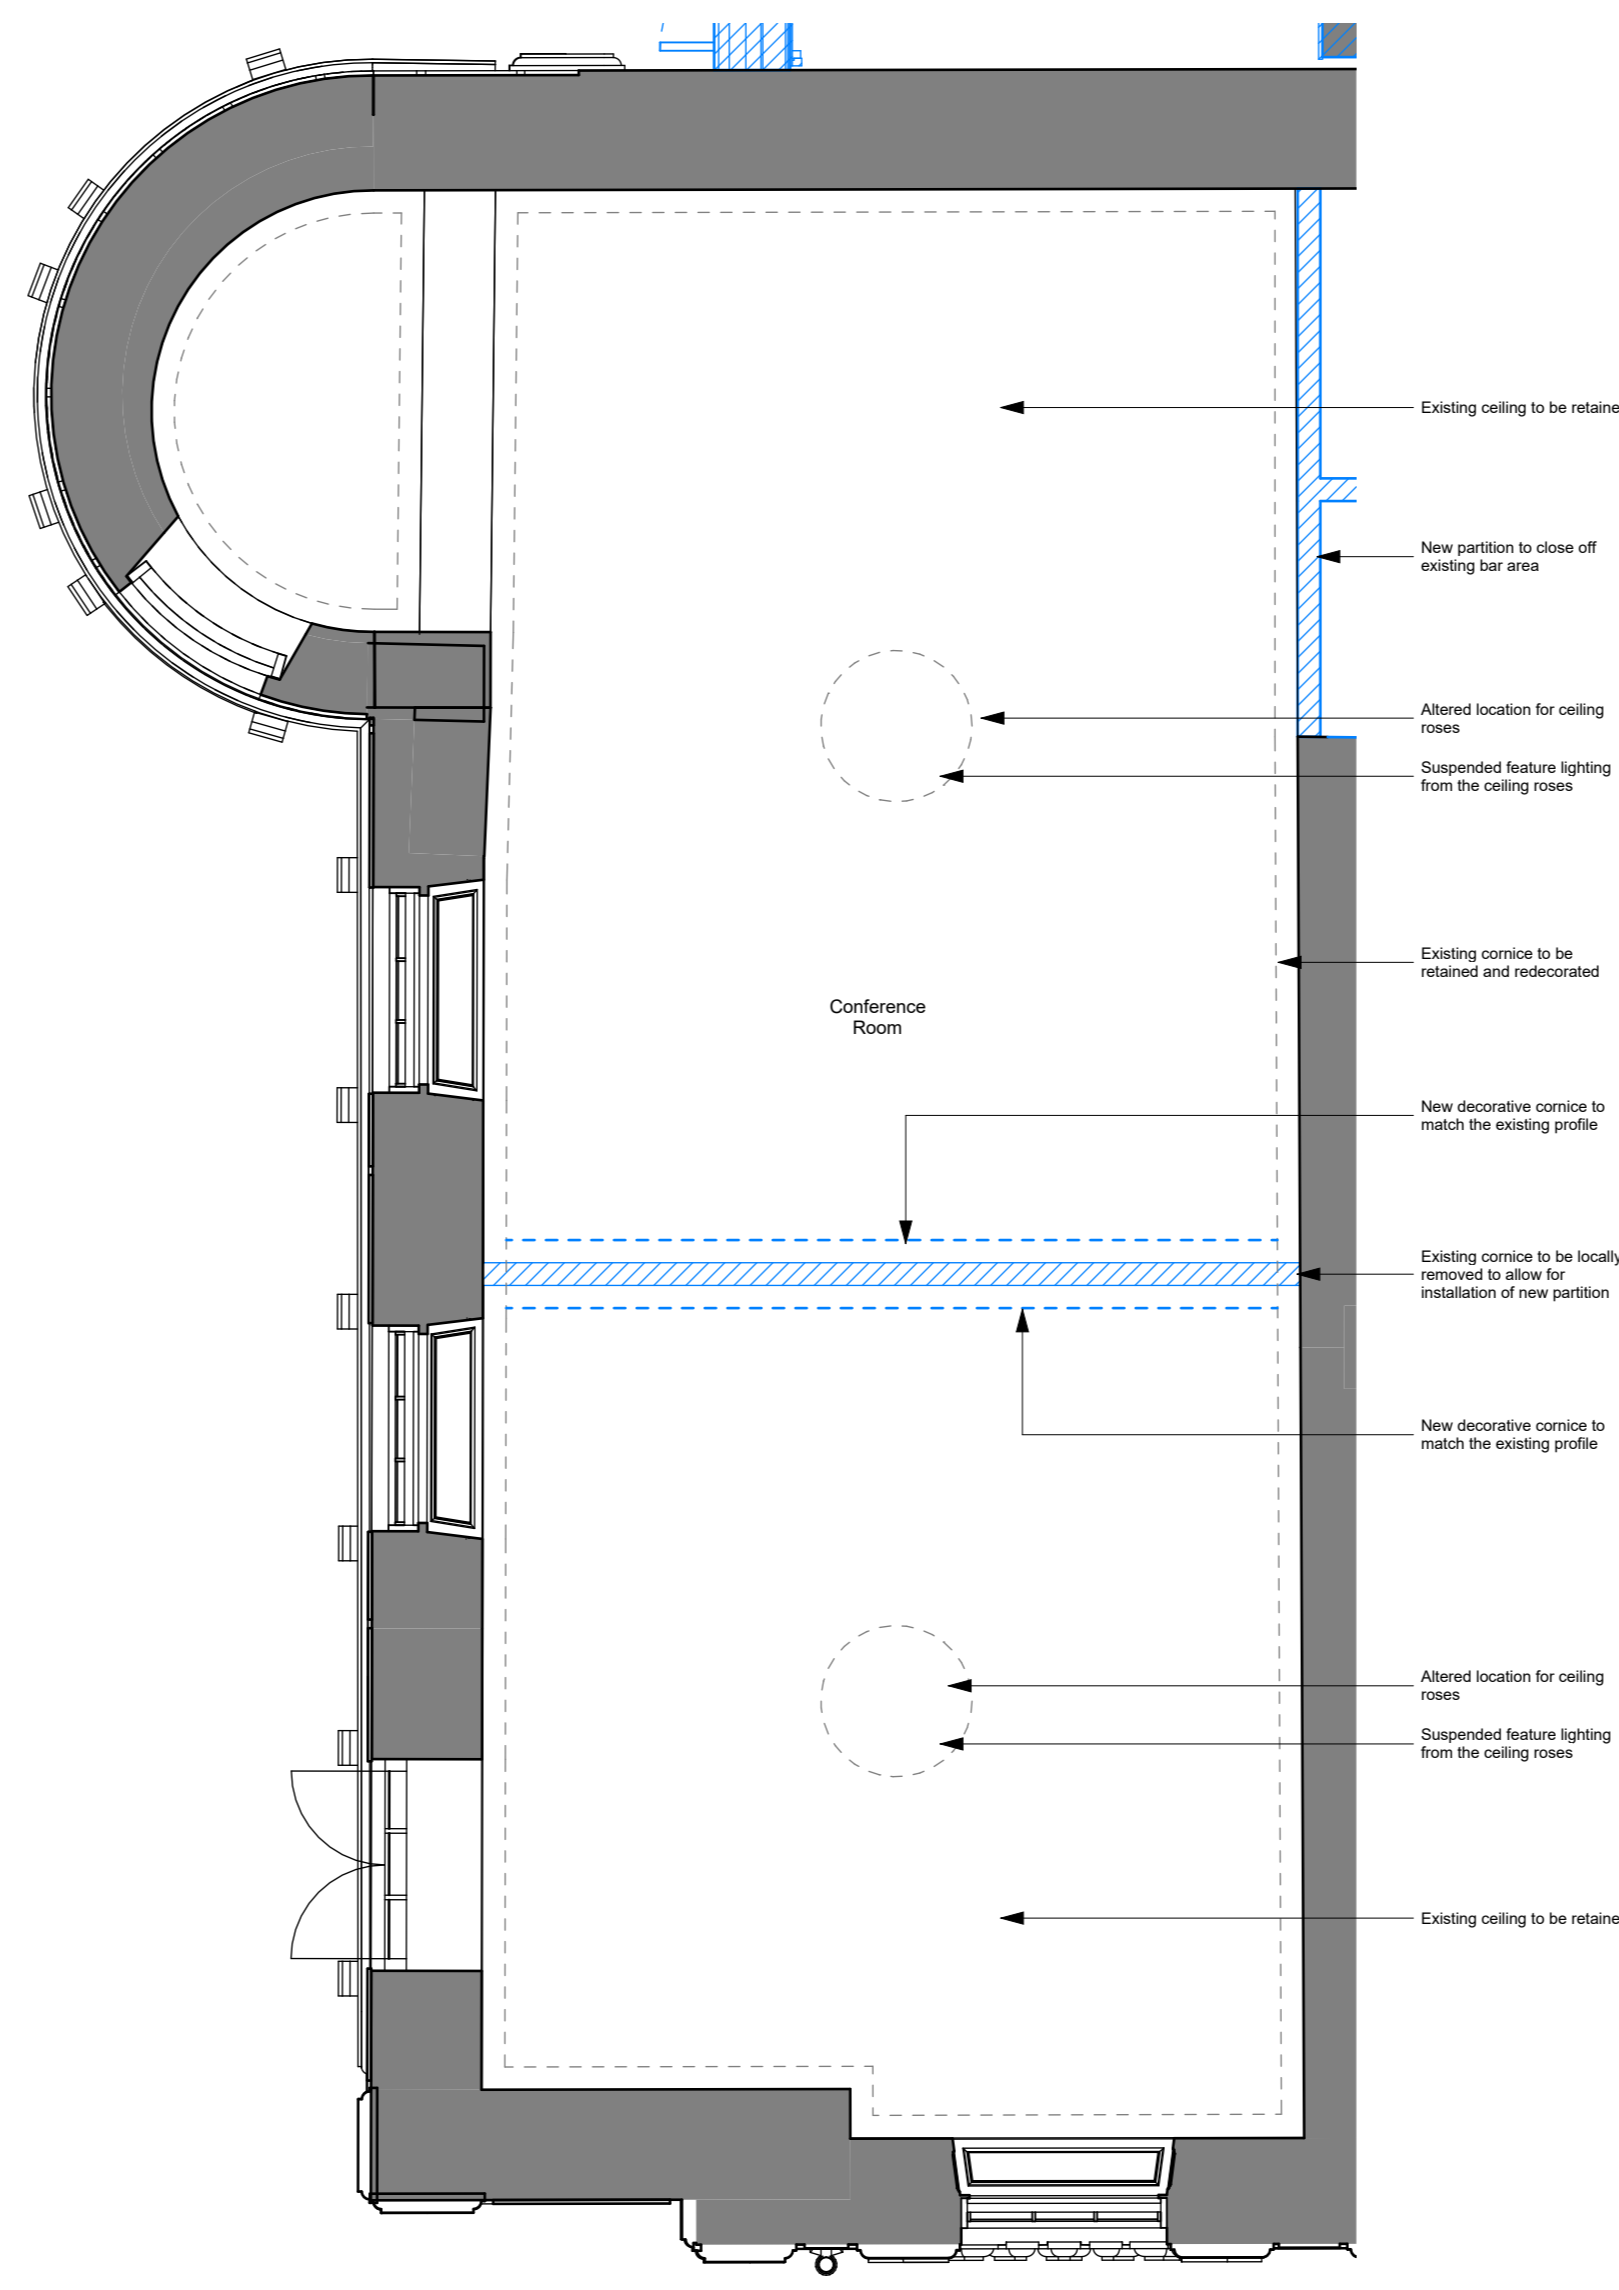 Existing ceiling to be retaine
New partition to close off
existing bar area
Altered location for ceiling
roses
Suspended feature lighting
from the ceiling roses
Existing cornice to be
retained and redecorated
Conference
Room
New decorative cornice to
match the existing profile
Existing cornice to be locally
removed to allow for
installation of new partition
New decorative cornice to
match the existing profile
Altered location for ceiling
roses
Suspended feature lighting
from the ceiling roses
Existing ceiling to be retaine